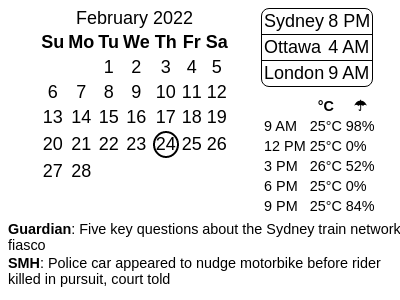 February 2022
Su Mo Tu We Th Fr Sa
1 2 3 4 5
6 7 8 9 10 11 12
13 14 15 16 17 18 19
20 21 22 23 24 25 26
27 28
Sydney 8 PM
Ottawa 4 AM
London 9 AM
°C ☂
9 AM 25°C 98%
12 PM 25°C 0%
3 PM 26°C 52%
6 PM 25°C 0%
9 PM 25°C 84%
Guardian: Five key questions about the Sydney train network
fiasco
SMH: Police car appeared to nudge motorbike before rider
killed in pursuit, court told